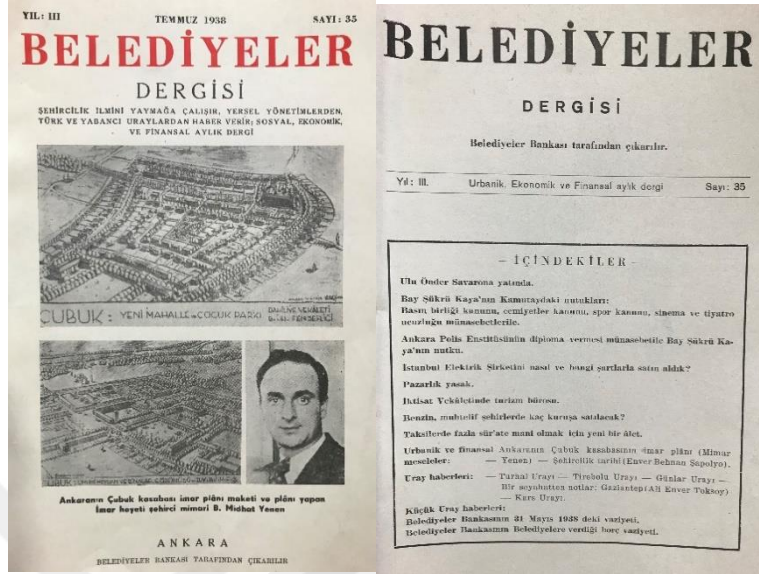 YIL: III TEMMUZ 1938 SAYI: 35
BELEDİYELER
DERGİSİ
ŞEHİRCİLİK İLMİNİ YAYMAĞA ÇALIŞIR, YERSEL YÖNETİMLERDEN,
TÜRK VE YABANCI URAYLARDAN HABER VERİR; SOSYAL, EKONOMİK,
VE FİNANSAL AYLIK DERGİ
ÇUBUK: YENİ MAHALLE ve ÇOCUK PARKI
ÇUBUK
Ankaranın Çubuk kasabası imar plânı maketi ve plânı yapan
İmar heyeti şehirci mimari B. Midhat Yenen
ANKARA
BELEDİYELER BANKASI TARAFINDAN ÇIKARILIR
BELEDİYELER
DERGİSİ
Belediyeler Bankası tarafından çıkarılır.
Yıl: III. Urbanik, Ekonomik ve Finansal aylık dergi Sayı: 35
— İÇİNDEKİLER —
Ulu Önder Savarona yatında.
Bay Şükrü Kaya'nın Kamutaydaki nutukları:
Basın birliği kanunu, cemiyetler kanunu, spor kanunu, sinema ve tiyatro
ucuzluğu münasebetlerile.
Ankara Polis Enstitüsünün diploma vermesi münasebetile Bay Şükrü Ka-
ya'nın nutku.
İstanbul Elektrik Şirketini nasıl ve hangi şartlarla satın aldık?
Pazarlık yasak.
İktisat Vekâletinde turizm bürosu.
Benzin, muhtelif şehirlerde kaç kuruşa satılacak?
Taksilerde fazla sür'ate mani olmak için yeni bir âlet.
Urbanik ve finansal Ankaranın Çubuk kasabasının imar plânı (Mimar
meseleler: — Yenen) — Şehircilik tarihi (Enver Behnan Şapolyo).
Uray haberleri: — Turhal Urayı — Tirebolu Urayı — Günlar Urayı —
Bir seyahatten notlar: Gaziantep (Ali Enver Toksoy)
— Kars Urayı.
Küçük Uray haberleri:
Belediyeler Bankasının 31 Mayıs 1938 deki vaziyeti.
Belediyeler Bankasının Belediyelere verdiği borç vaziyeti.